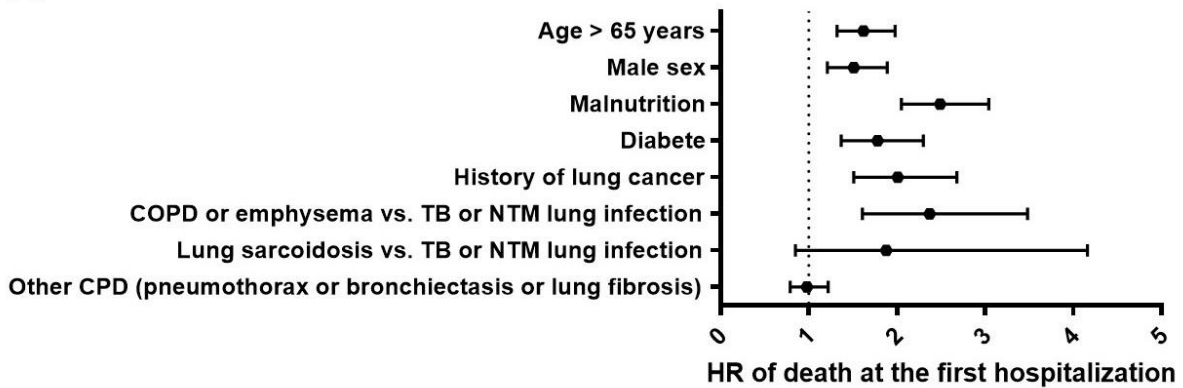 Age > 65 years
Male sex
Malnutrition
Diabete
History of lung cancer
COPD or emphysema vs. TB or NTM lung infection
Lung sarcoidosis vs. TB or NTM lung infection
Other CPD (pneumothorax or bronchiectasis or lung fibrosis)
0 1 2 3 4 5
HR of death at the first hospitalization